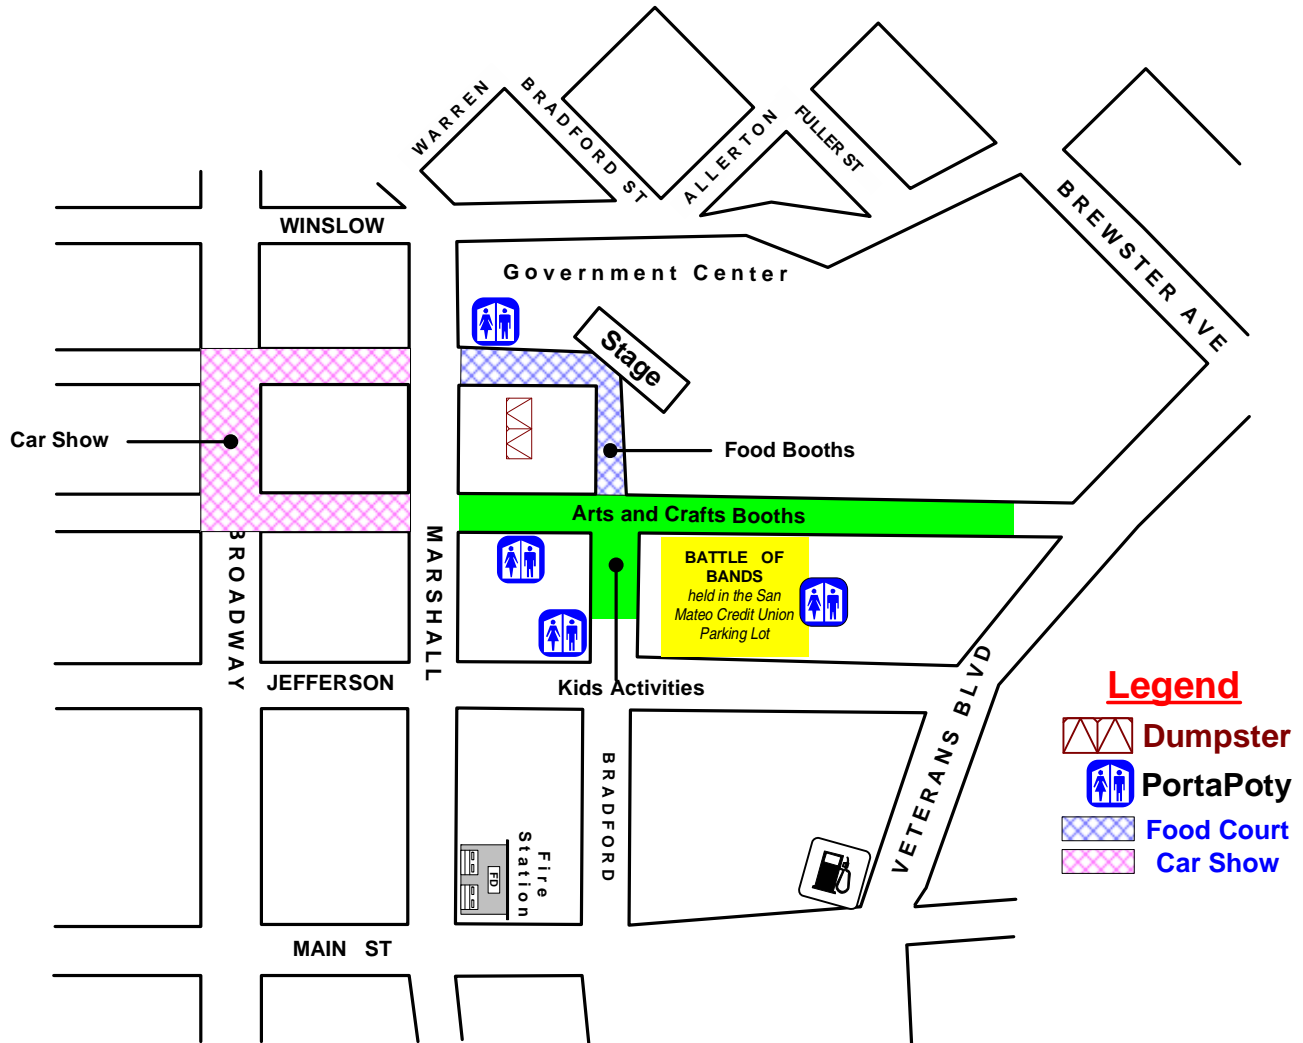 WARREN
BRADFORD ST
ALLERTON
FULLER ST
BREWSTER AVE
WINSLOW
Government Center
Stage
Car Show
Food Booths
Arts and Crafts Booths
BROADWAY
MARSHALL
BATTLE OF
BANDS
held in the San
Mateo Credit Union
Parking Lot
JEFFERSON
Kids Activities
VETERANS BLVD
Legend
Dumpster
PortaPoty
Food Court
Car Show
BRADFORD
Fire
Station
FD
MAIN ST